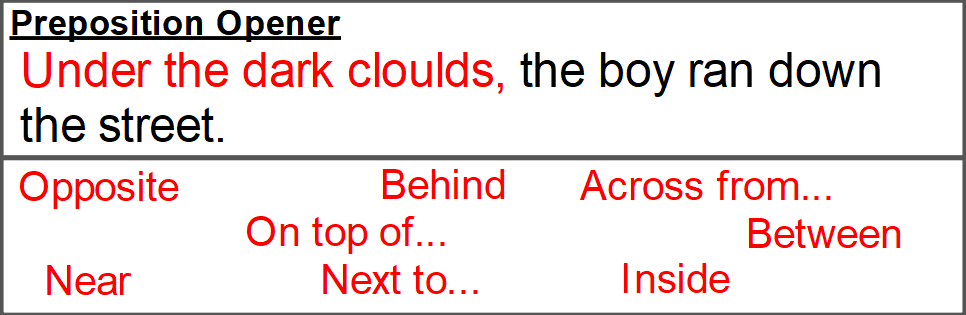 Preposition Opener
Under the dark cloulds, the boy ran down
the street.
Opposite Behind Across from...
On top of... Between
Near Next to... Inside